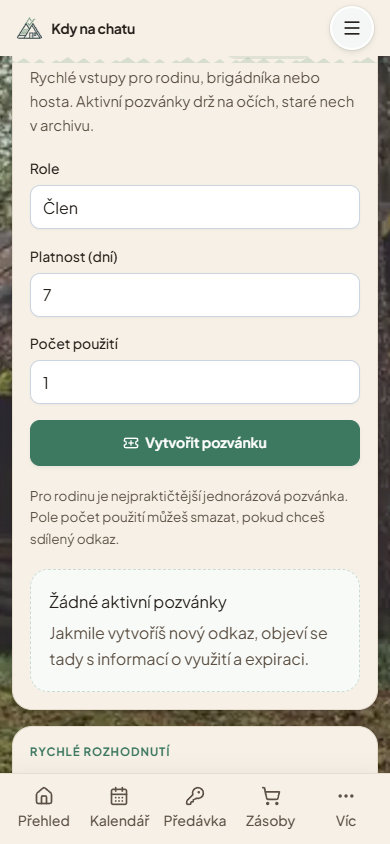 Kdy na chatu
Rychlé vstupy pro rodinu, brigádníka nebo
hosta. Aktivní pozvánky drž na očích, staré nech
v archivu.
Role
Člen
Platnost (dní)
7
Počet použití
1
Vytvořit pozvánku
Pro rodinu je nejpraktičtější jednorázová pozvánka.
Pole počet použití můžeš smazat, pokud chceš
sdílený odkaz.
Žádné aktivní pozvánky
Jakmile vytvoříš nový odkaz, objeví se
tady s informací o využití a expiraci.
RYCHLÉ ROZHODNUTÍ
Přehled
Kalendář
Předávka
Zásoby
Víc